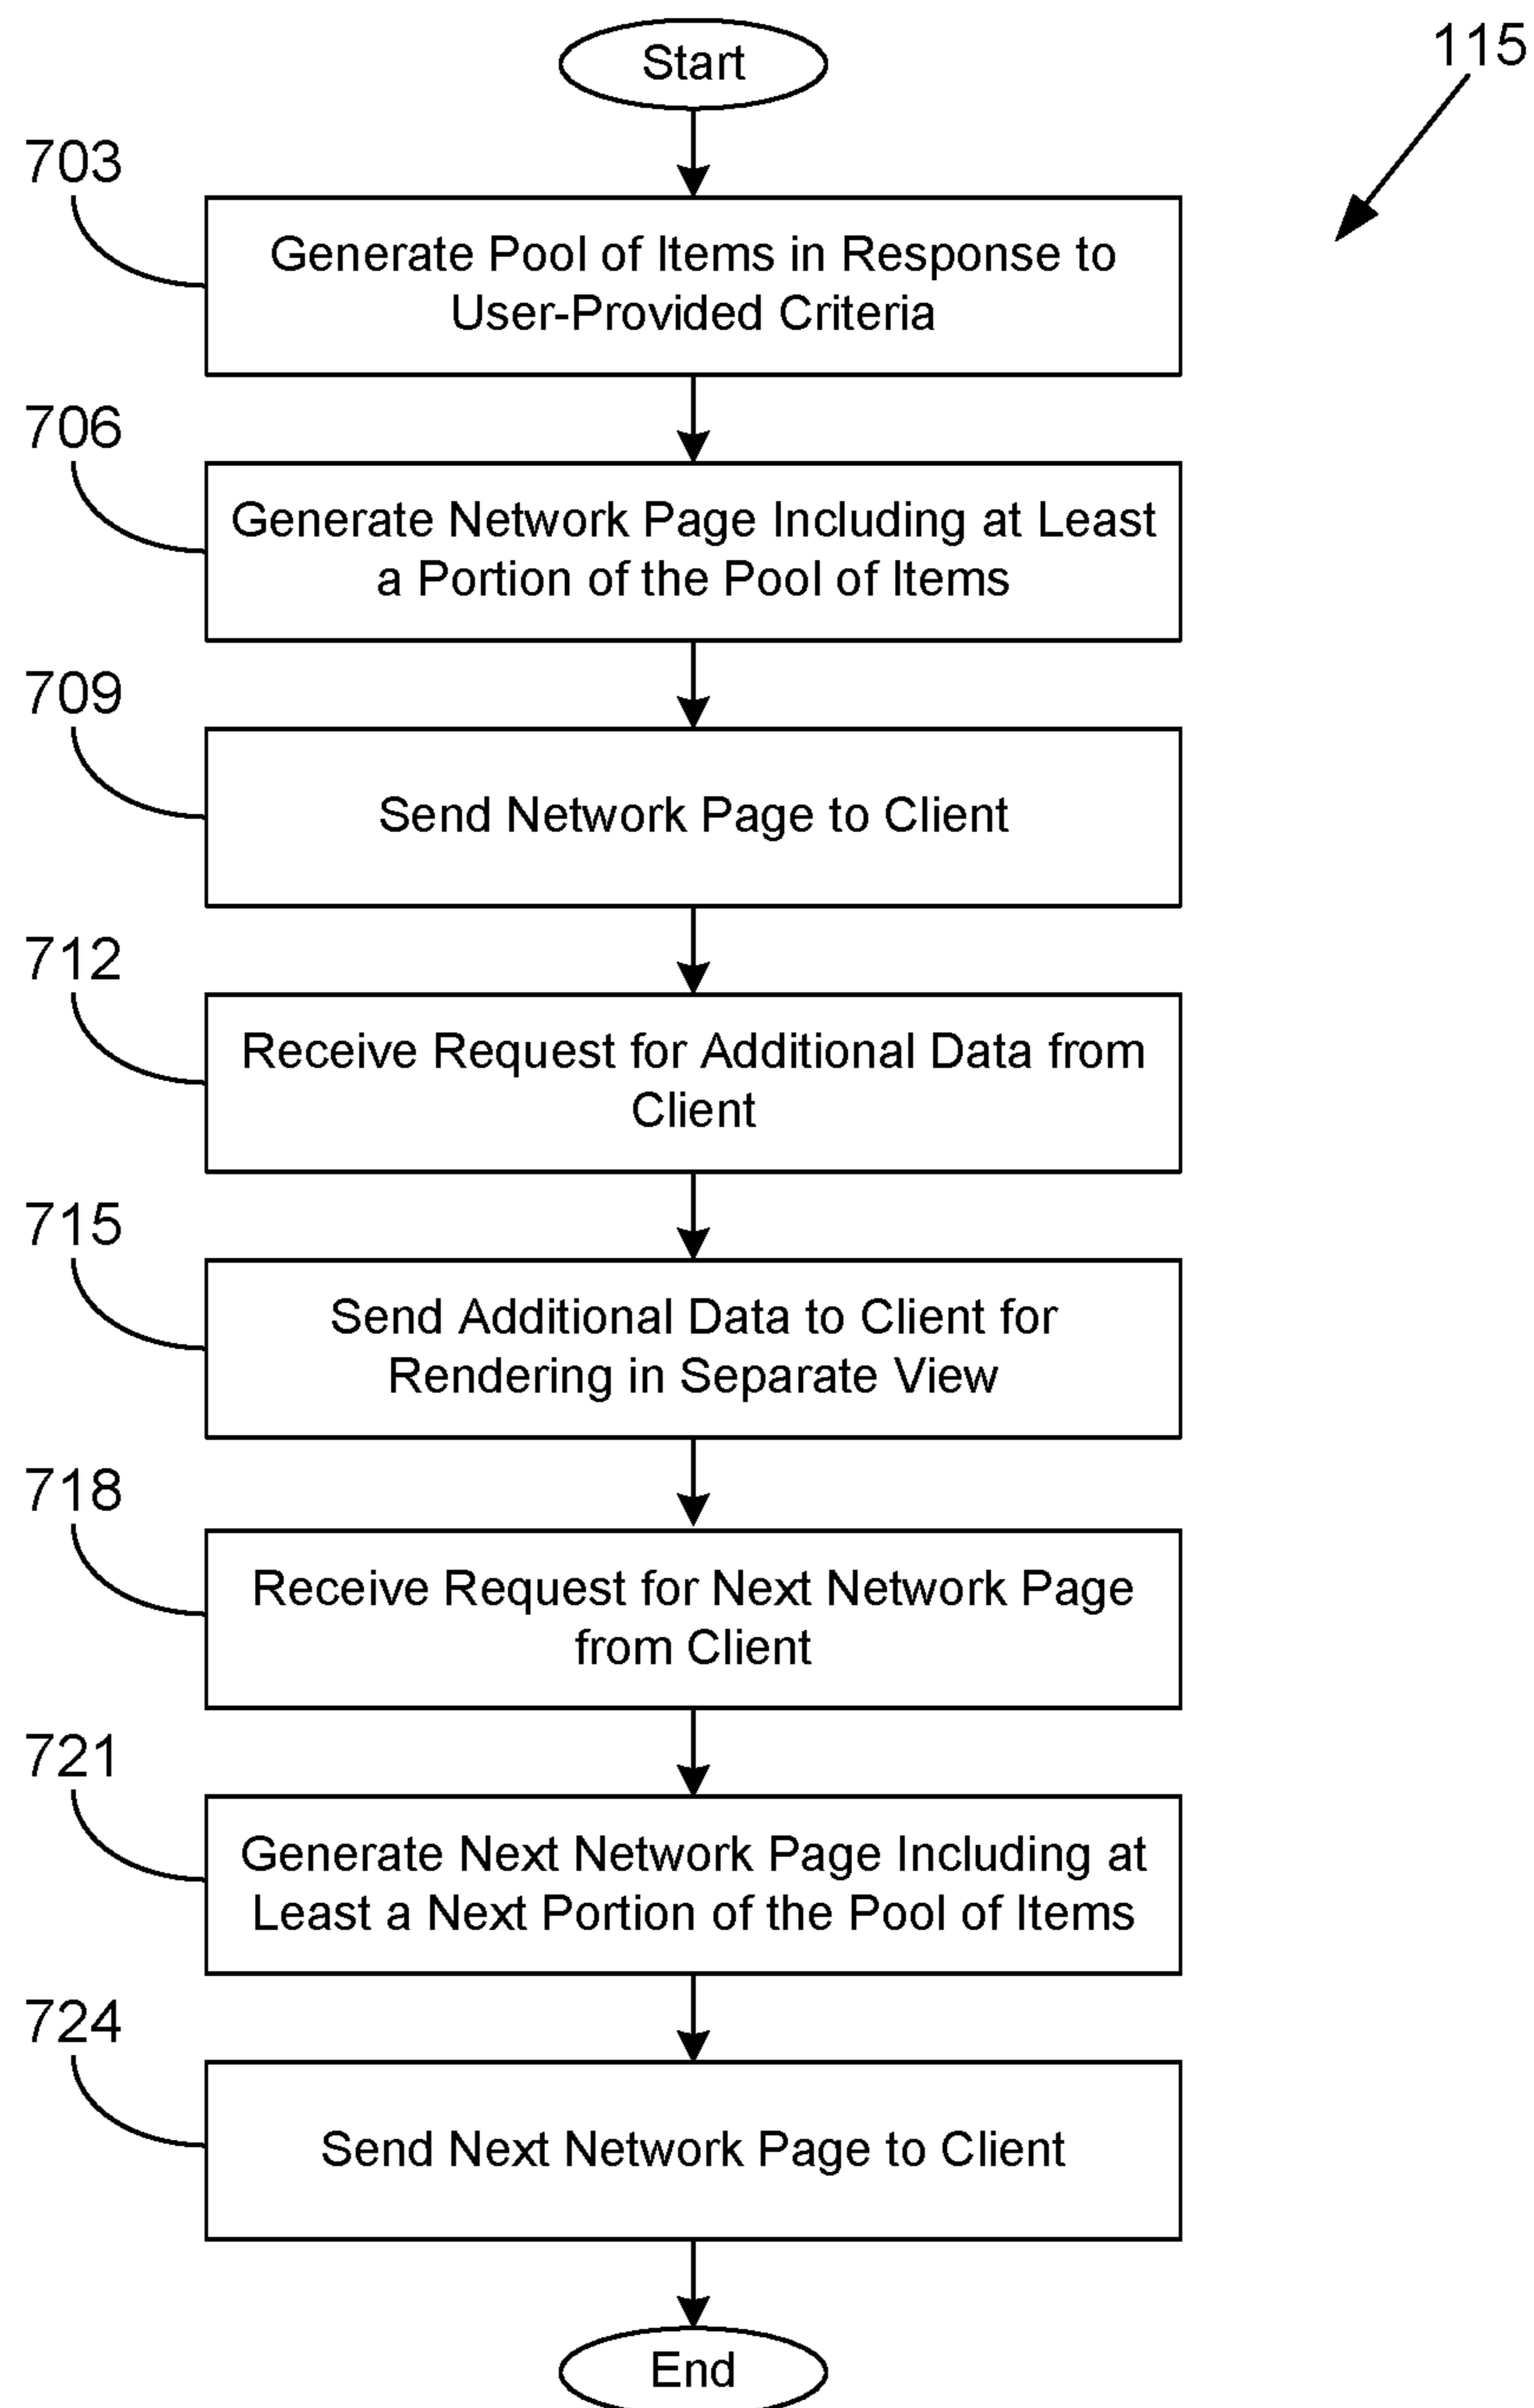 Start
115
703
Generate Pool of Items in Response to
User-Provided Criteria
706
Generate Network Page Including at Least
a Portion of the Pool of Items
709
Send Network Page to Client
712
Receive Request for Additional Data from
Client
715
Send Additional Data to Client for
Rendering in Separate View
718
Receive Request for Next Network Page
from Client
721
Generate Next Network Page Including at
Least a Next Portion of the Pool of Items
724
Send Next Network Page to Client
End